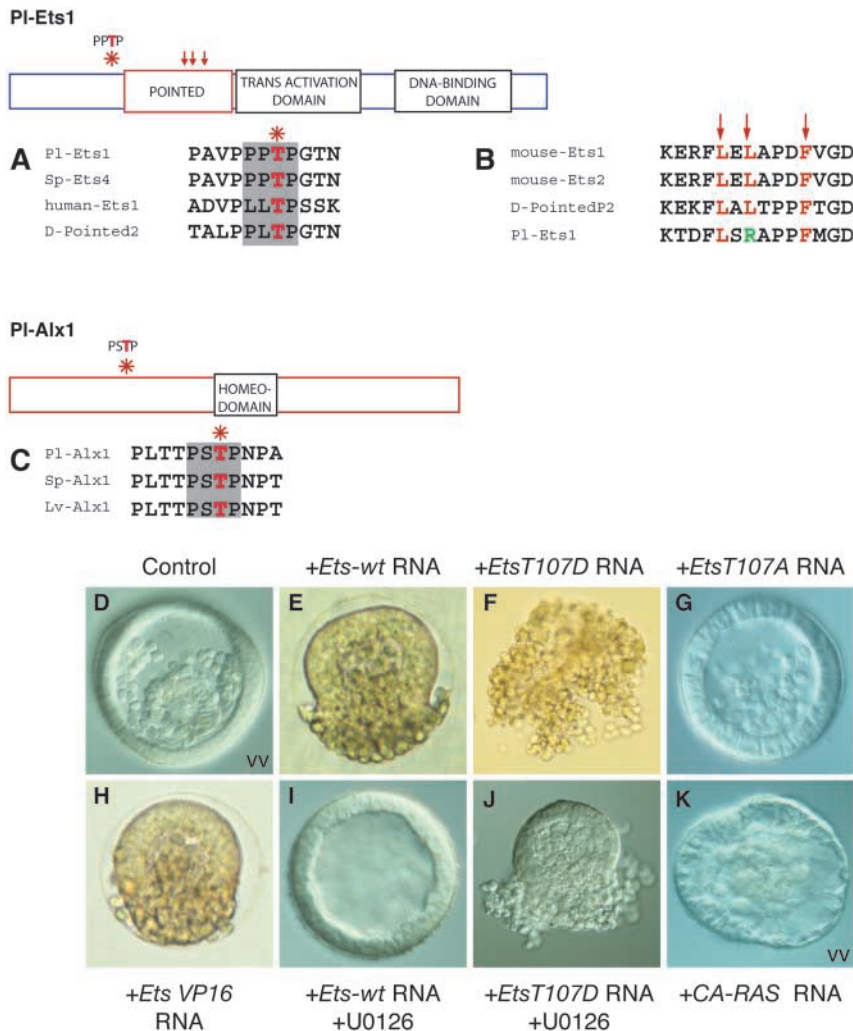 Pl-Ets1
PPTP
POINTED
TRANS ACTIVATION
DOMAIN
DNA-BINDING
DOMAIN
A
Pl-Ets1 PAVPPPTPGTN
Sp-Ets4 PAVPPPTPGTN
human-Ets1 ADVPLLTPSSK
D-Pointed2 TALPPLTPGTN
B
mouse-Ets1 KERFLELAPDFVGD
mouse-Ets2 KERFLELAPDFVGD
D-PointedP2 KEKFLALTPPFTGD
Pl-Ets1 KTDFLSRAPPFMGD
Pl-Alx1
PSTP
HOMEO-
DOMAIN
C
Pl-Alx1 PLTTPSTPNPA
Sp-Alx1 PLTTPSTPNPT
Lv-Alx1 PLTTPSTPNPT
Control +Ets-wt RNA +EtsT107D RNA +EtsT107A RNA
D E F G
VV
H I J K
VV
+Ets VP16 +Ets-wt RNA +EtsT107D RNA +CA-RAS RNA
RNA +U0126 +U0126